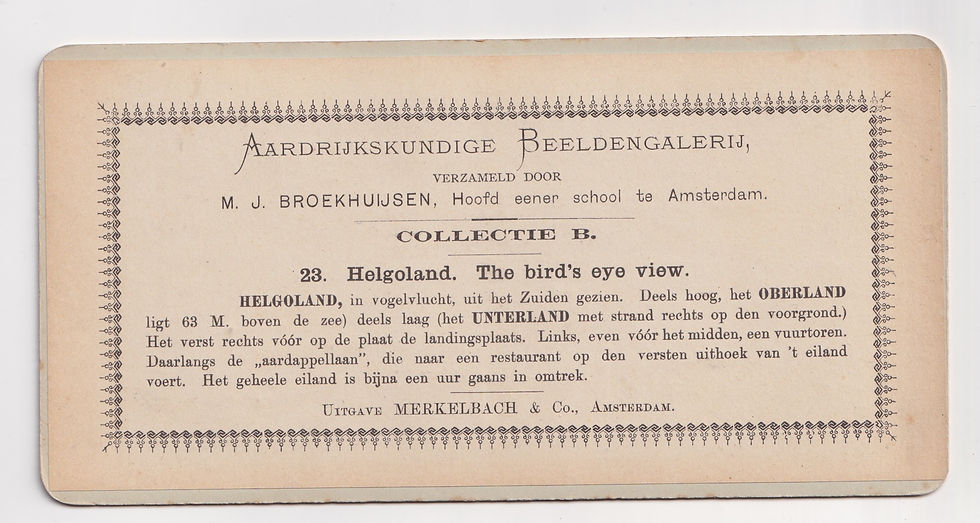 Aardrijkskundige Beeldengalerij,
VERZAMELD DOOR
M. J. BROEKHUIJSEN, Hoofd eener school te Amsterdam.
COLLECTIE B.
23. Helgoland. The bird's eye view.
HELGOLAND, in vogelvlucht, uit het Zuiden gezien. Deels hoog, het OBERLAND
ligt 63 M. boven de zee) deels laag (het UNTERLAND met strand rechts op den voorgrond.)
Het verst rechts vóór op de plaat de landingsplaats. Links, even vóór het midden, een vuurtoren.
Daarlangs de „aardappellaan", die naar een restaurant op den versten uithoek van 't eiland
voert. Het geheele eiland is bijna een uur gaans in omtrek.
Uitgave MERKELBACH & Co., Amsterdam.